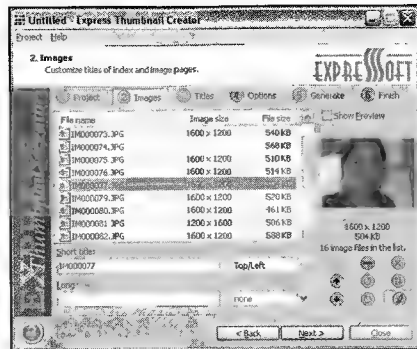 Untitled - Express Thumbnail Creator
Project Help
2. Images
Customize titles of index and image pages.
EXPRESSOFT
Project Images Titles Options Generate Finish
File name Image size File size
IM000073.JPG 1600 x 1200 540 KB
IM000074.JPG 568 KB
IM000075.JPG 1600 x 1200 510 KB
IM000076.JPG 1600 x 1200 514 KB
IM000079.JPG 1600 x 1200 520 KB
IM000080.JPG 1600 x 1200 461 KB
IM000081.JPG 1200 x 1600 506 KB
IM000082.JPG 1600 x 1200 538 KB
Show Preview
1600 x 1200
504 KB
16 image files in the list.
Short title:
IM000077 Top/Left
Long
none
< Back Next > Close